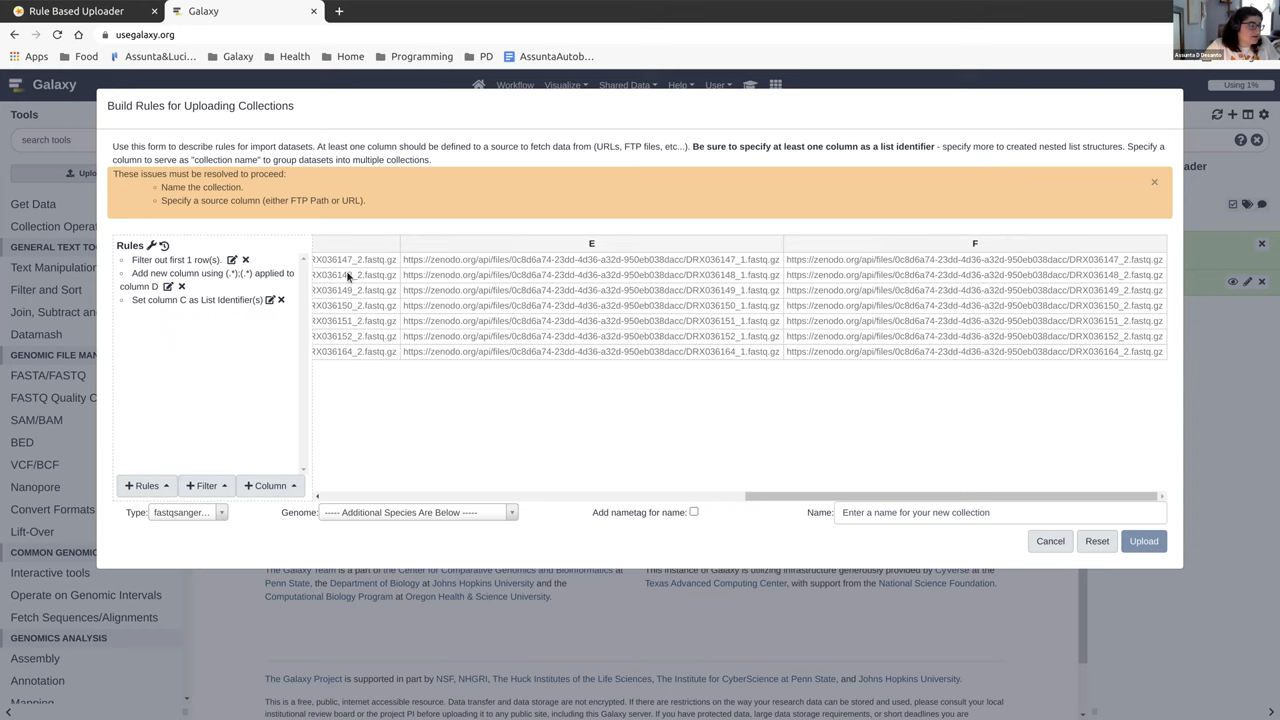 Rule Based Uploader
Galaxy
usegalaxy.org
Apps Food Assunta&Luci... Galaxy Health Home Programming PD AssuntaAutob...
Assunta D Desanto
Galaxy
Workflow Visualize Shared Data Help User
Using 1%
Tools
search tools
Get Data
GENERAL TEXT TO
Text Manipulation
Filter and Sort
Join, Subtract an
Datamash
GENOMIC FILE MAN
FASTA/FASTQ
FASTQ Quality C
SAM/BAM
BED
VCF/BCF
Nanopore
Convert Formats
Lift-Over
COMMON GENOMIC
Interactive tools
Operate on Genomic Intervals
Fetch Sequences/Alignments
GENOMICS ANALYSIS
Assembly
Annotation
Build Rules for Uploading Collections
Use this form to describe rules for import datasets. At least one column should be defined to a source to fetch data from (URLs, FTP files, etc...). Be sure to specify at least one column as a list identifier - specify more to created nested list structures. Specify a
column to serve as "collection name" to group datasets into multiple collections.
These issues must be resolved to proceed:
Name the collection.
Specify a source column (either FTP Path or URL).
Rules
Filter out first 1 row(s).
Add new column using (.*);(.*) applied to
column D
Set column C as List Identifier(s)
E F
RX036147_2.fastq.gz https://zenodo.org/api/files/0c8d6a74-23dd-4d36-a32d-950eb038dacc/DRX036147_1.fastq.gz https://zenodo.org/api/files/0c8d6a74-23dd-4d36-a32d-950eb038dacc/DRX036147_2.fastq.gz
_2.fastq.gz https://zenodo.org/api/files/0c8d6a74-23dd-4d36-a32d-950eb038dacc/DRX036148_1.fastq.gz https://zenodo.org/api/files/0c8d6a74-23dd-4d36-a32d-950eb038dacc/DRX036148_2.fastq.gz
RX036149_2.fastq.gz https://zenodo.org/api/files/0c8d6a74-23dd-4d36-a32d-950eb038dacc/DRX036149_1.fastq.gz https://zenodo.org/api/files/0c8d6a74-23dd-4d36-a32d-950eb038dacc/DRX036149_2.fastq.gz
RX036150_2.fastq.gz https://zenodo.org/api/files/0c8d6a74-23dd-4d36-a32d-950eb038dacc/DRX036150_1.fastq.gz https://zenodo.org/api/files/0c8d6a74-23dd-4d36-a32d-950eb038dacc/DRX036150_2.fastq.gz
RX036151_2.fastq.gz https://zenodo.org/api/files/0c8d6a74-23dd-4d36-a32d-950eb038dacc/DRX036151_1.fastq.gz https://zenodo.org/api/files/0c8d6a74-23dd-4d36-a32d-950eb038dacc/DRX036151_2.fastq.gz
RX036152_2.fastq.gz https://zenodo.org/api/files/0c8d6a74-23dd-4d36-a32d-950eb038dacc/DRX036152_1.fastq.gz https://zenodo.org/api/files/0c8d6a74-23dd-4d36-a32d-950eb038dacc/DRX036152_2.fastq.gz
RX036164_2.fastq.gz https://zenodo.org/api/files/0c8d6a74-23dd-4d36-a32d-950eb038dacc/DRX036164_1.fastq.gz https://zenodo.org/api/files/0c8d6a74-23dd-4d36-a32d-950eb038dacc/DRX036164_2.fastq.gz
Rules Filter Column
Type: fastqsanger... Genome: ----- Additional Species Are Below ----- Add nametag for name: Name: Enter a name for your new collection
Cancel Reset Upload
The Galaxy Team is a part of the Center for Comparative Genomics and Bioinformatics at
Penn State, the Department of Biology at Johns Hopkins University and the
Computational Biology Program at Oregon Health & Science University.
This instance of Galaxy is utilizing infrastructure generously provided by CyVerse at the
Texas Advanced Computing Center, with support from the National Science Foundation.
The Galaxy Project is supported in part by NSF, NHGRI, The Huck Institutes of the Life Sciences, The Institute for CyberScience at Penn State, and Johns Hopkins University.
This is a free, public, internet accessible resource. Data transfer and data storage are not encrypted. If there are restrictions on the way your research data can be stored and used, please consult your local
institutional review board or the project PI before uploading it to any public site, including this Galaxy server. If you have protected data, large data storage requirements, or short deadlines you are